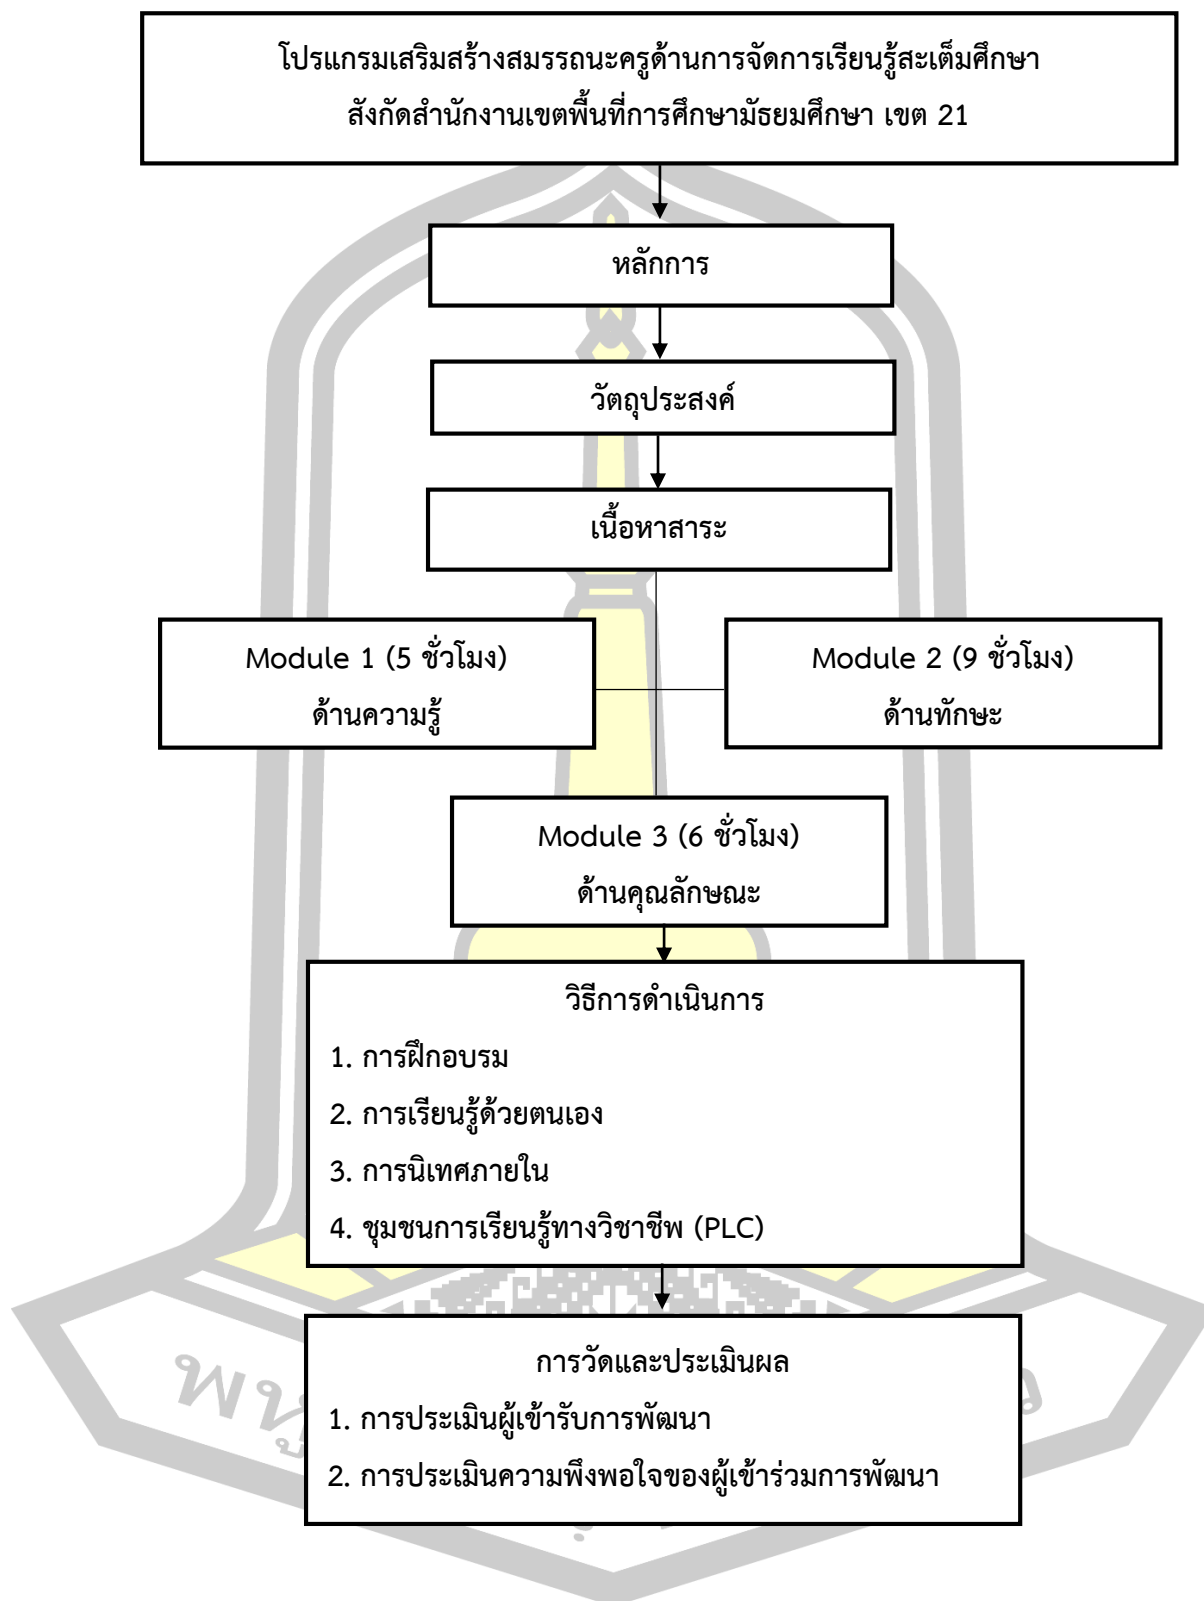 โปรแกรมเสริมสร้างสมรรถนะครูด้านการจัดการเรียนรู้สะเต็มศึกษา
สังกัดสำนักงานเขตพื้นที่การศึกษามัธยมศึกษา เขต 21
หลักการ
วัตถุประสงค์
เนื้อหาสาระ
Module 1 (5 ชั่วโมง)
ด้านความรู้
Module 2 (9 ชั่วโมง)
ด้านทักษะ
Module 3 (6 ชั่วโมง)
ด้านคุณลักษณะ
วิธีการดำเนินการ
1. การฝึกอบรม
2. การเรียนรู้ด้วยตนเอง
3. การนิเทศภายใน
4. ชุมชนการเรียนรู้ทางวิชาชีพ (PLC)
การวัดและประเมินผล
1. การประเมินผู้เข้ารับการพัฒนา
2. การประเมินความพึงพอใจของผู้เข้าร่วมการพัฒนา